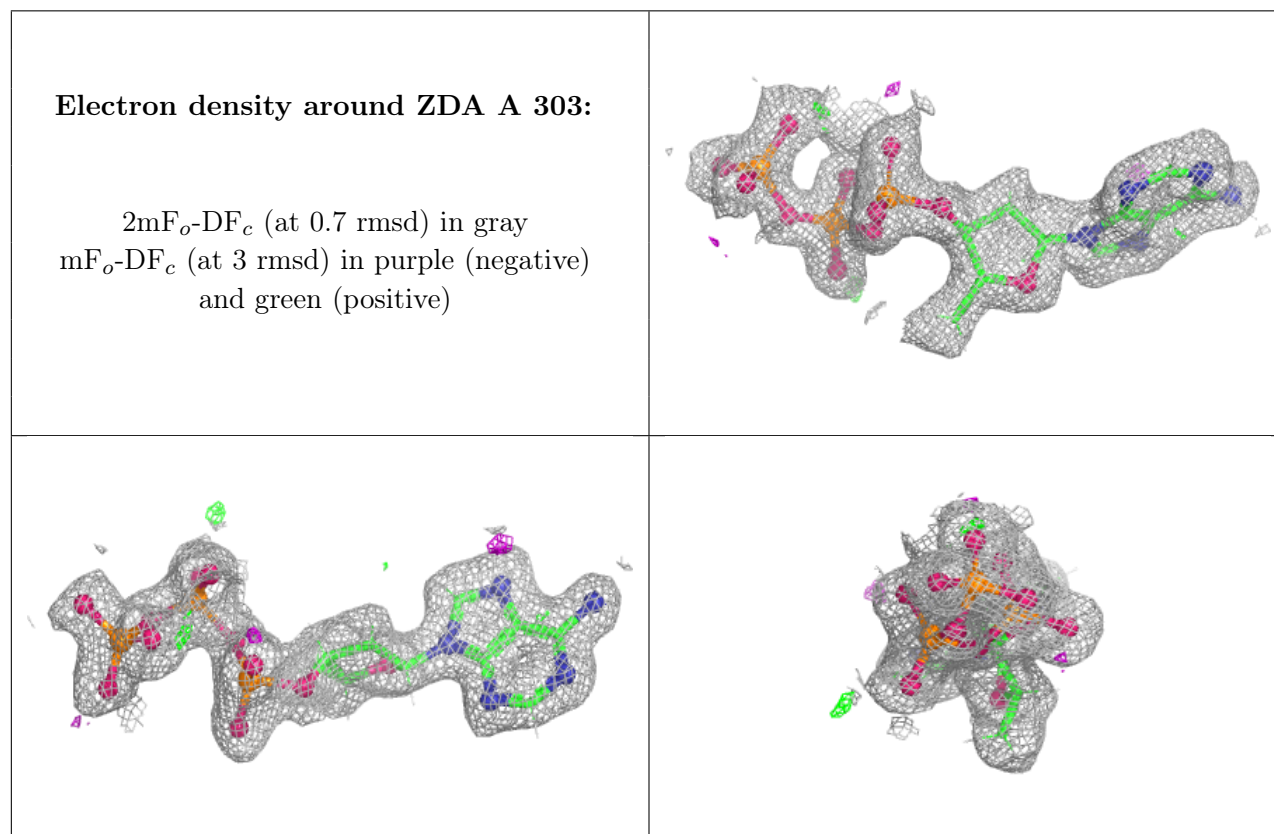 Electron density around ZDA A 303:
2mFₒ-DF𝒸 (at 0.7 rmsd) in gray
mFₒ-DF𝒸 (at 3 rmsd) in purple (negative)
and green (positive)